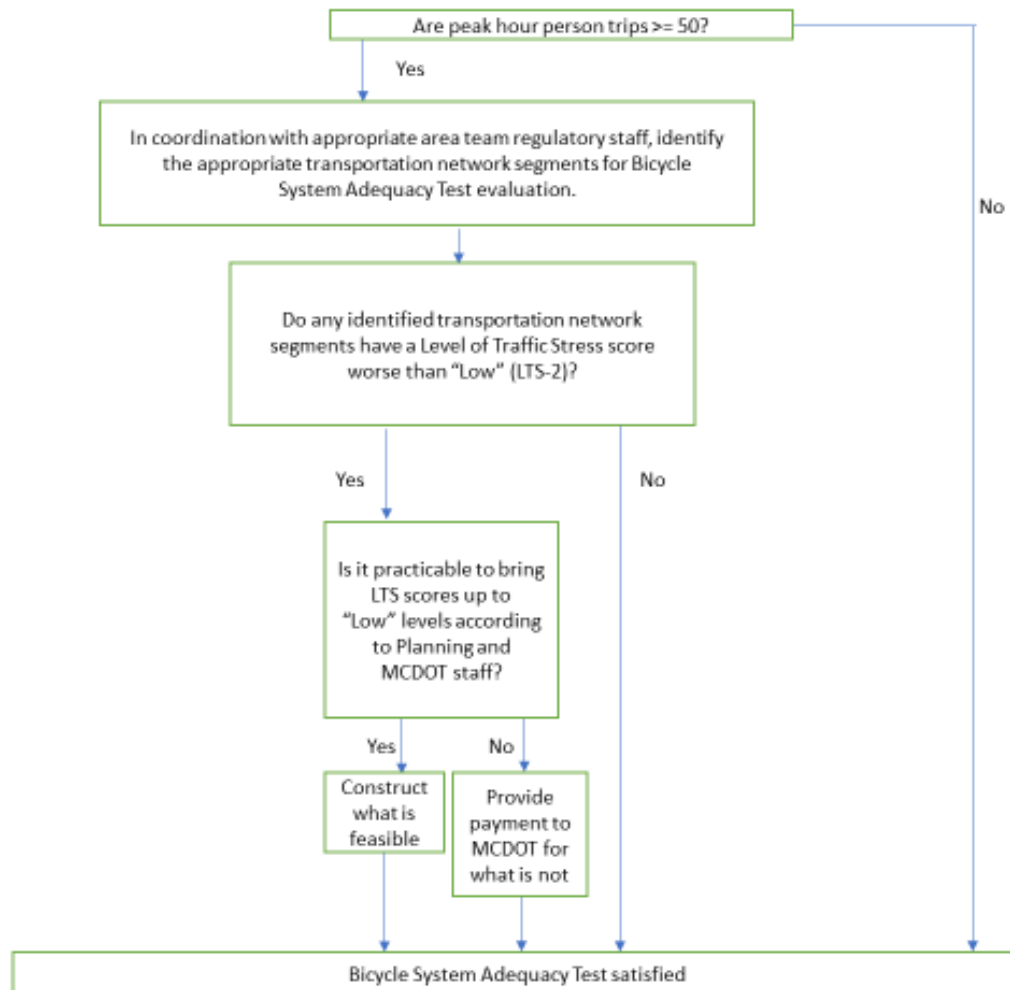 Are peak hour person trips >= 50?
Yes
In coordination with appropriate area team regulatory staff, identify
the appropriate transportation network segments for Bicycle
System Adequacy Test evaluation.
No
Do any identified transportation network
segments have a Level of Traffic Stress score
worse than “Low” (LTS-2)?
Yes
No
Is it practicable to bring
LTS scores up to
“Low” levels according
to Planning and
MCDOT staff?
Yes
No
Construct
what is
feasible
Provide
payment to
MCDOT for
what is not
Bicycle System Adequacy Test satisfied